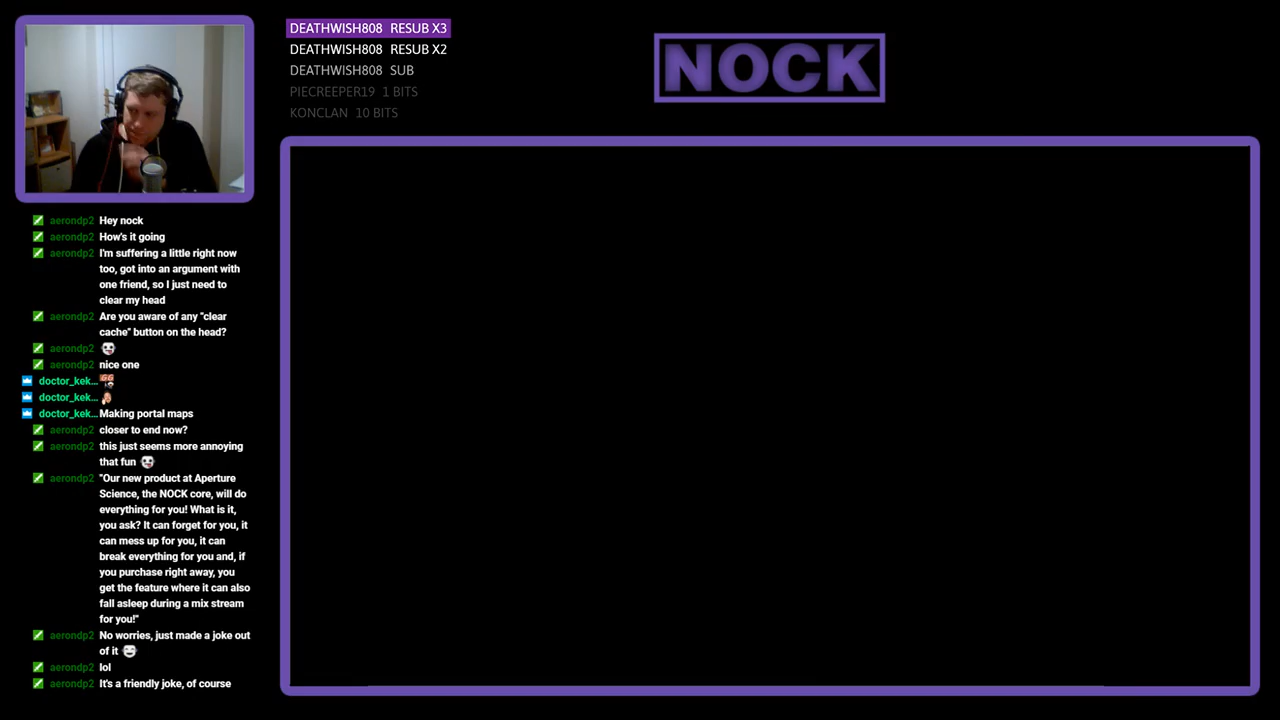 DEATHWISH808 RESUB X3
DEATHWISH808 RESUB X2
DEATHWISH808 SUB
PIECREEPER19 1 BITS
KONCLAN 10 BITS
NOCK
aerondp2 Hey nock
aerondp2 How's it going
aerondp2 I'm suffering a little right now
too, got into an argument with
one friend, so I just need to
clear my head
aerondp2 Are you aware of any "clear
cache" button on the head?
aerondp2
aerondp2 nice one
doctor_kek... GG
doctor_kek...
doctor_kek... Making portal maps
aerondp2 closer to end now?
aerondp2 this just seems more annoying
that fun
aerondp2 "Our new product at Aperture
Science, the NOCK core, will do
everything for you! What is it,
you ask? It can forget for you, it
can mess up for you, it can
break everything for you and, if
you purchase right away, you
get the feature where it can also
fall asleep during a mix stream
for you!"
aerondp2 No worries, just made a joke out
of it
aerondp2 lol
aerondp2 It's a friendly joke, of course